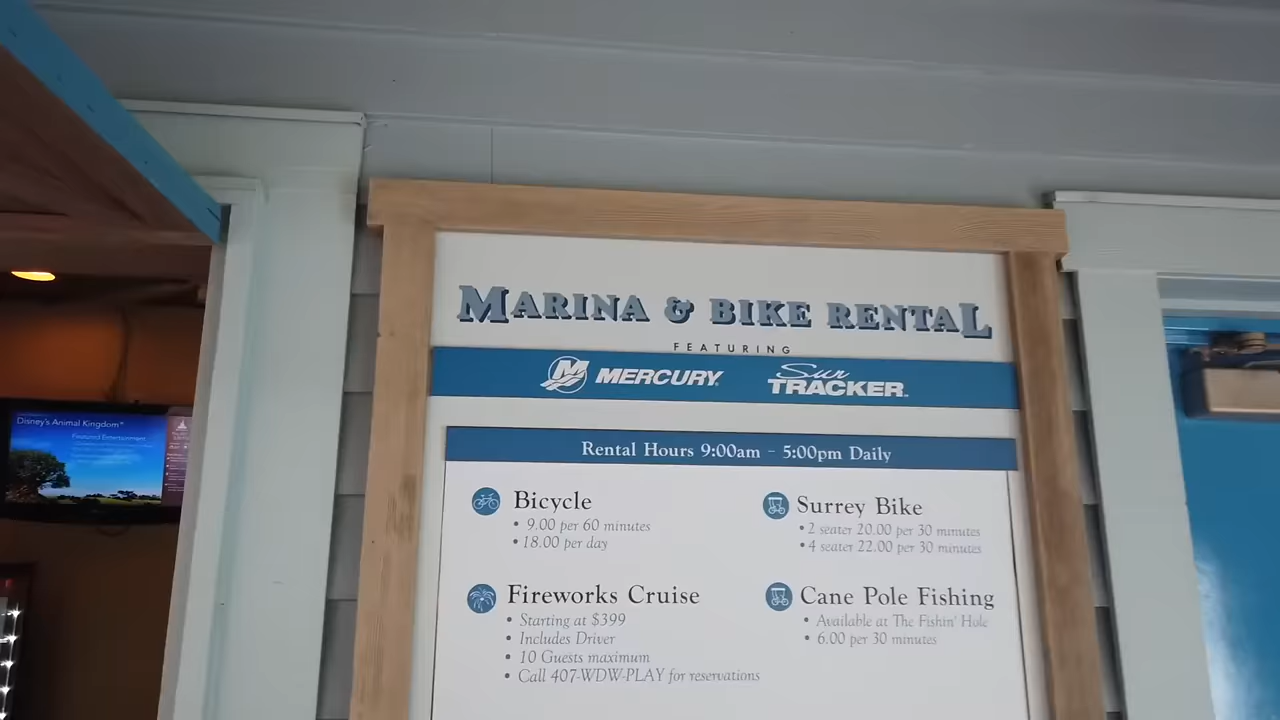 MARINA & BIKE RENTAL
FEATURING
MERCURY
Sun TRACKER
Rental Hours 9:00am - 5:00pm Daily
Bicycle
• 9.00 per 60 minutes
• 18.00 per day
Surrey Bike
• 2 seater 20.00 per 30 minutes
• 4 seater 22.00 per 30 minutes
Fireworks Cruise
• Starting at $399
• Includes Driver
• 10 Guests maximum
• Call 407-WDW-PLAY for reservations
Cane Pole Fishing
• Available at The Fishin' Hole
• 6.00 per 30 minutes
Disney's Animal Kingdom
Featured Entertainment